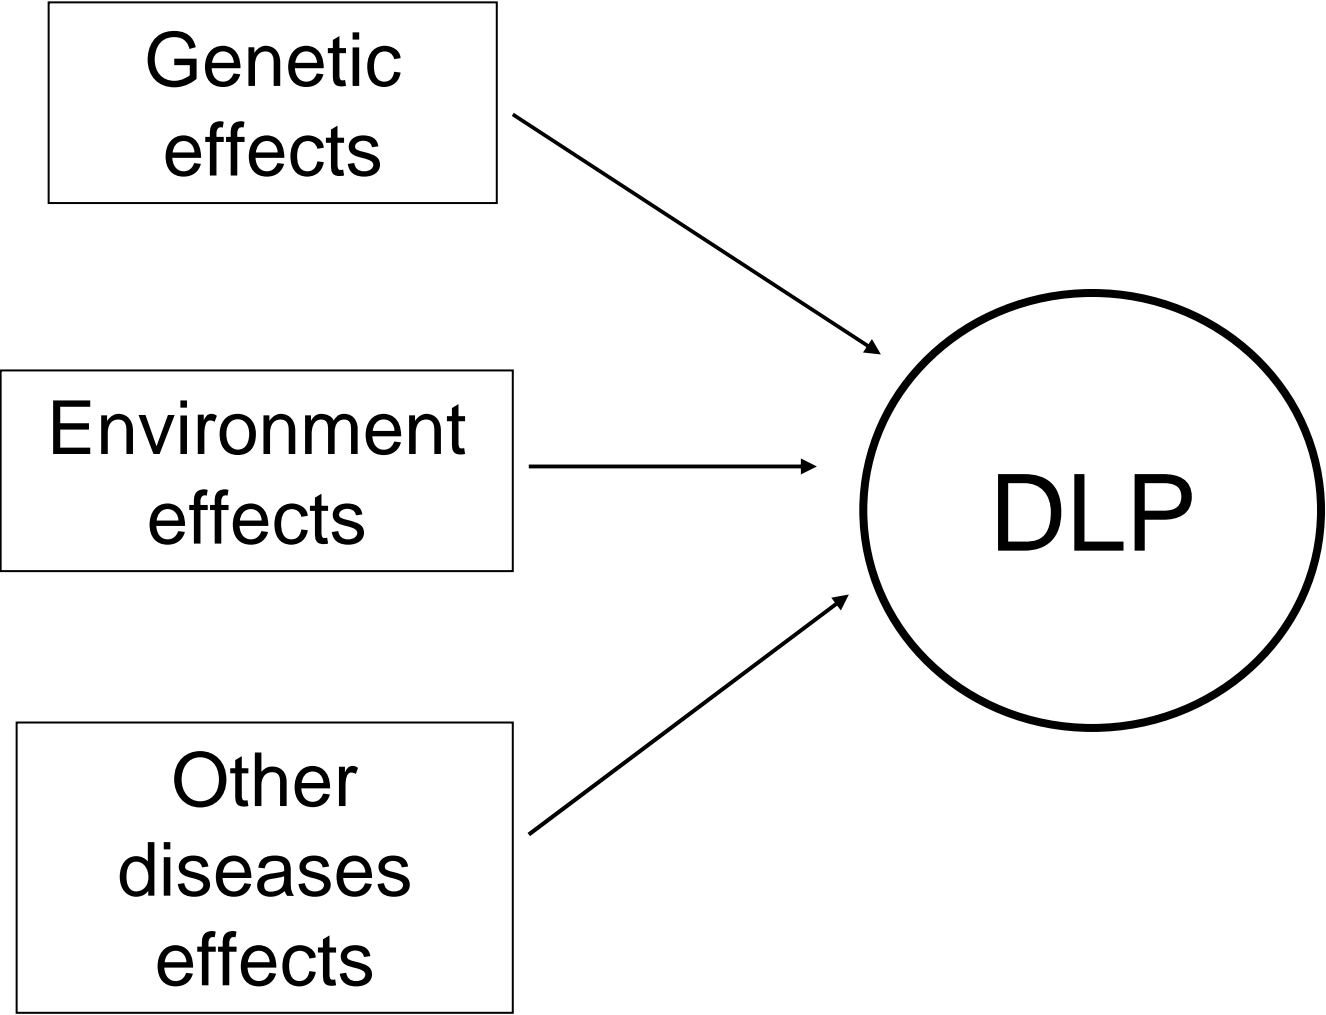 Genetic
effects
Environment
effects
DLP
Other
diseases
effects